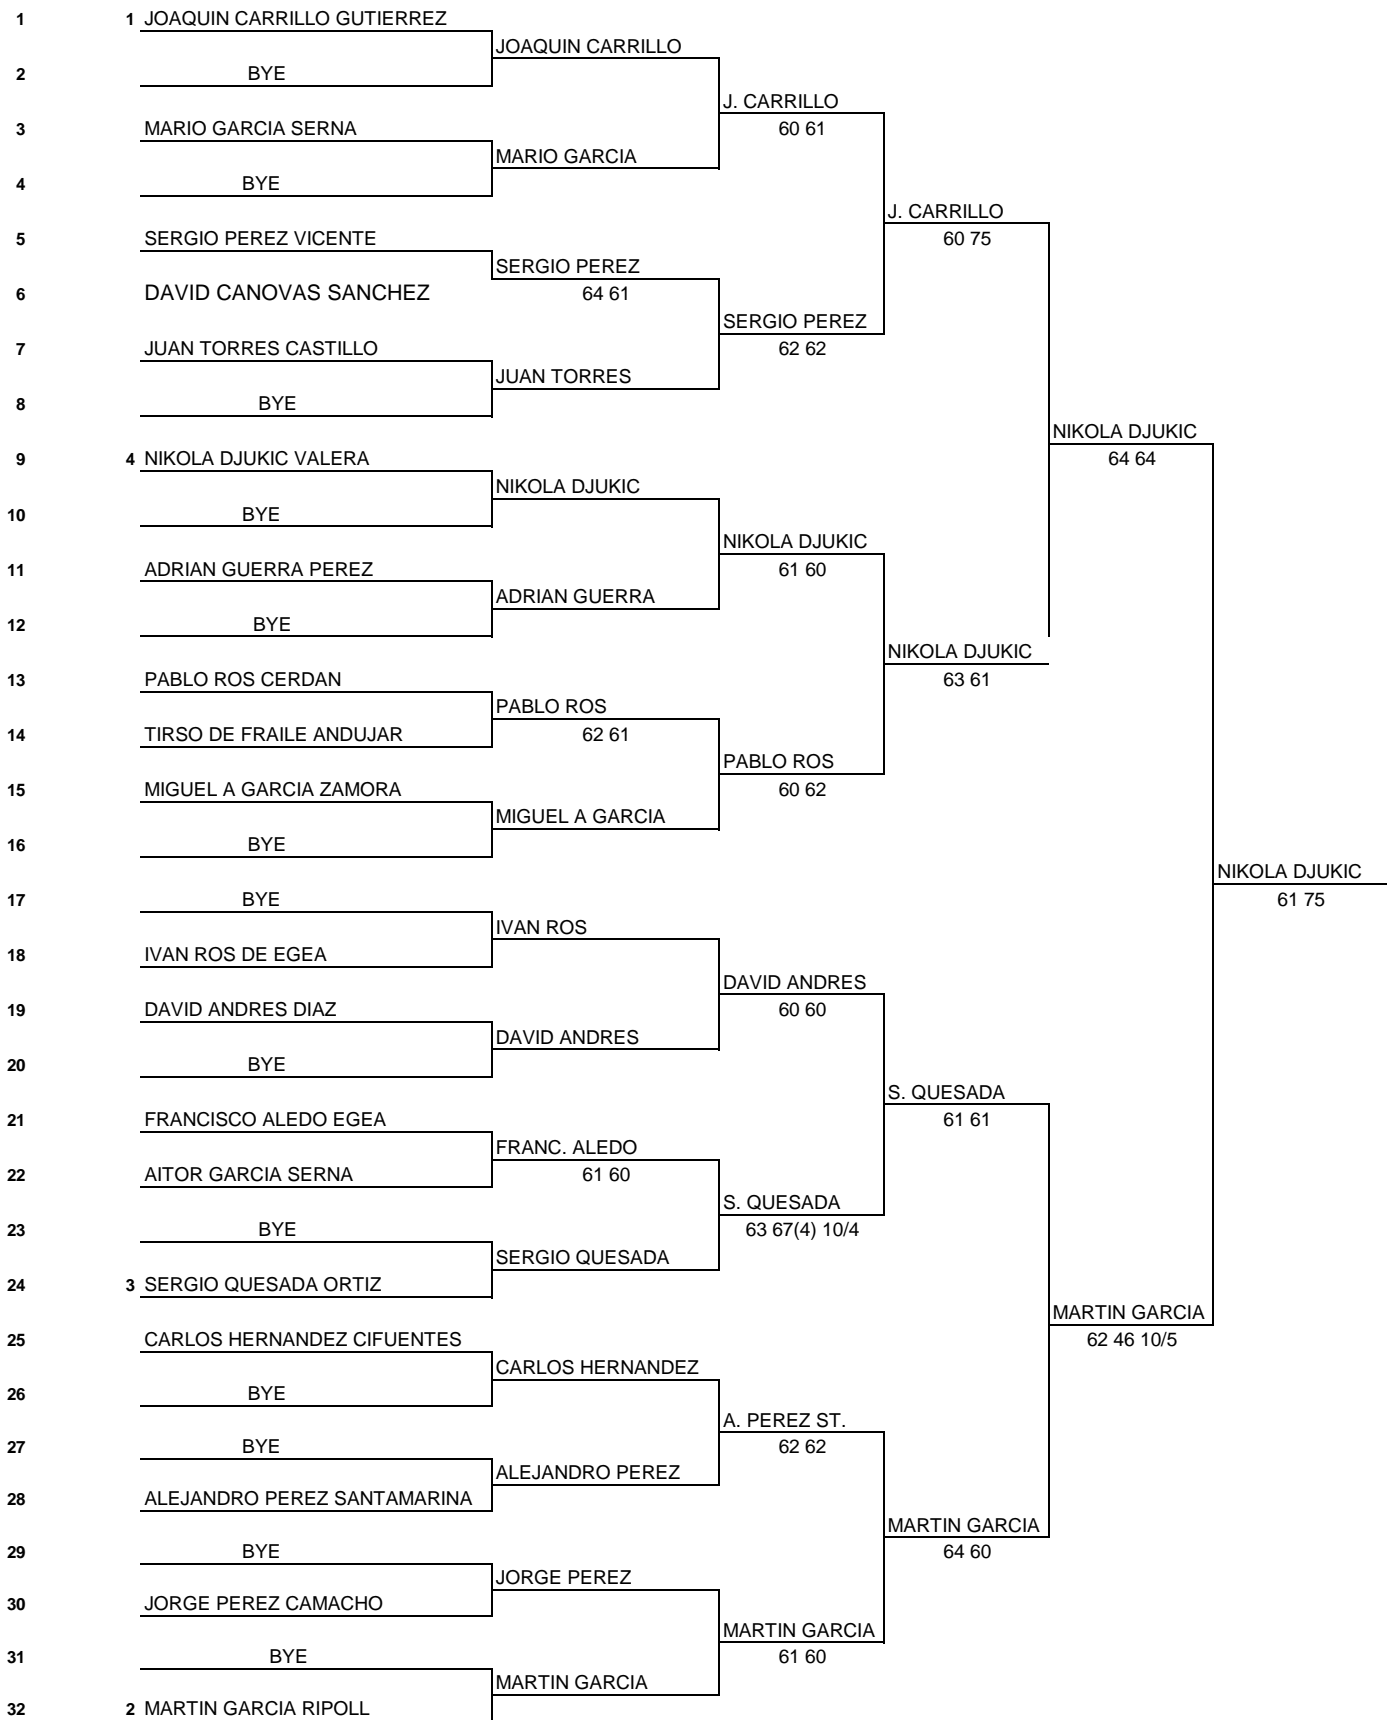 1 1 JOAQUIN CARRILLO GUTIERREZ
JOAQUIN CARRILLO
2 BYE
J. CARRILLO
3 MARIO GARCIA SERNA 60 61
MARIO GARCIA
4 BYE
J. CARRILLO
5 SERGIO PEREZ VICENTE 60 75
SERGIO PEREZ
6 DAVID CANOVAS SANCHEZ 64 61
SERGIO PEREZ
7 JUAN TORRES CASTILLO 62 62
JUAN TORRES
8 BYE
NIKOLA DJUKIC
9 4 NIKOLA DJUKIC VALERA 64 64
NIKOLA DJUKIC
10 BYE
NIKOLA DJUKIC
11 ADRIAN GUERRA PEREZ 61 60
ADRIAN GUERRA
12 BYE
NIKOLA DJUKIC
13 PABLO ROS CERDAN 63 61
PABLO ROS
14 TIRSO DE FRAILE ANDUJAR 62 61
PABLO ROS
15 MIGUEL A GARCIA ZAMORA 60 62
MIGUEL A GARCIA
16 BYE
NIKOLA DJUKIC
17 BYE 61 75
IVAN ROS
18 IVAN ROS DE EGEA
DAVID ANDRES
19 DAVID ANDRES DIAZ 60 60
DAVID ANDRES
20 BYE
S. QUESADA
21 FRANCISCO ALEDO EGEA 61 61
FRANC. ALEDO
22 AITOR GARCIA SERNA 61 60
S. QUESADA
23 BYE 63 67(4) 10/4
SERGIO QUESADA
24 3 SERGIO QUESADA ORTIZ
MARTIN GARCIA
25 CARLOS HERNANDEZ CIFUENTES 62 46 10/5
CARLOS HERNANDEZ
26 BYE
A. PEREZ ST.
27 BYE 62 62
ALEJANDRO PEREZ
28 ALEJANDRO PEREZ SANTAMARINA
MARTIN GARCIA
29 BYE 64 60
JORGE PEREZ
30 JORGE PEREZ CAMACHO
MARTIN GARCIA
31 BYE 61 60
MARTIN GARCIA
32 2 MARTIN GARCIA RIPOLL